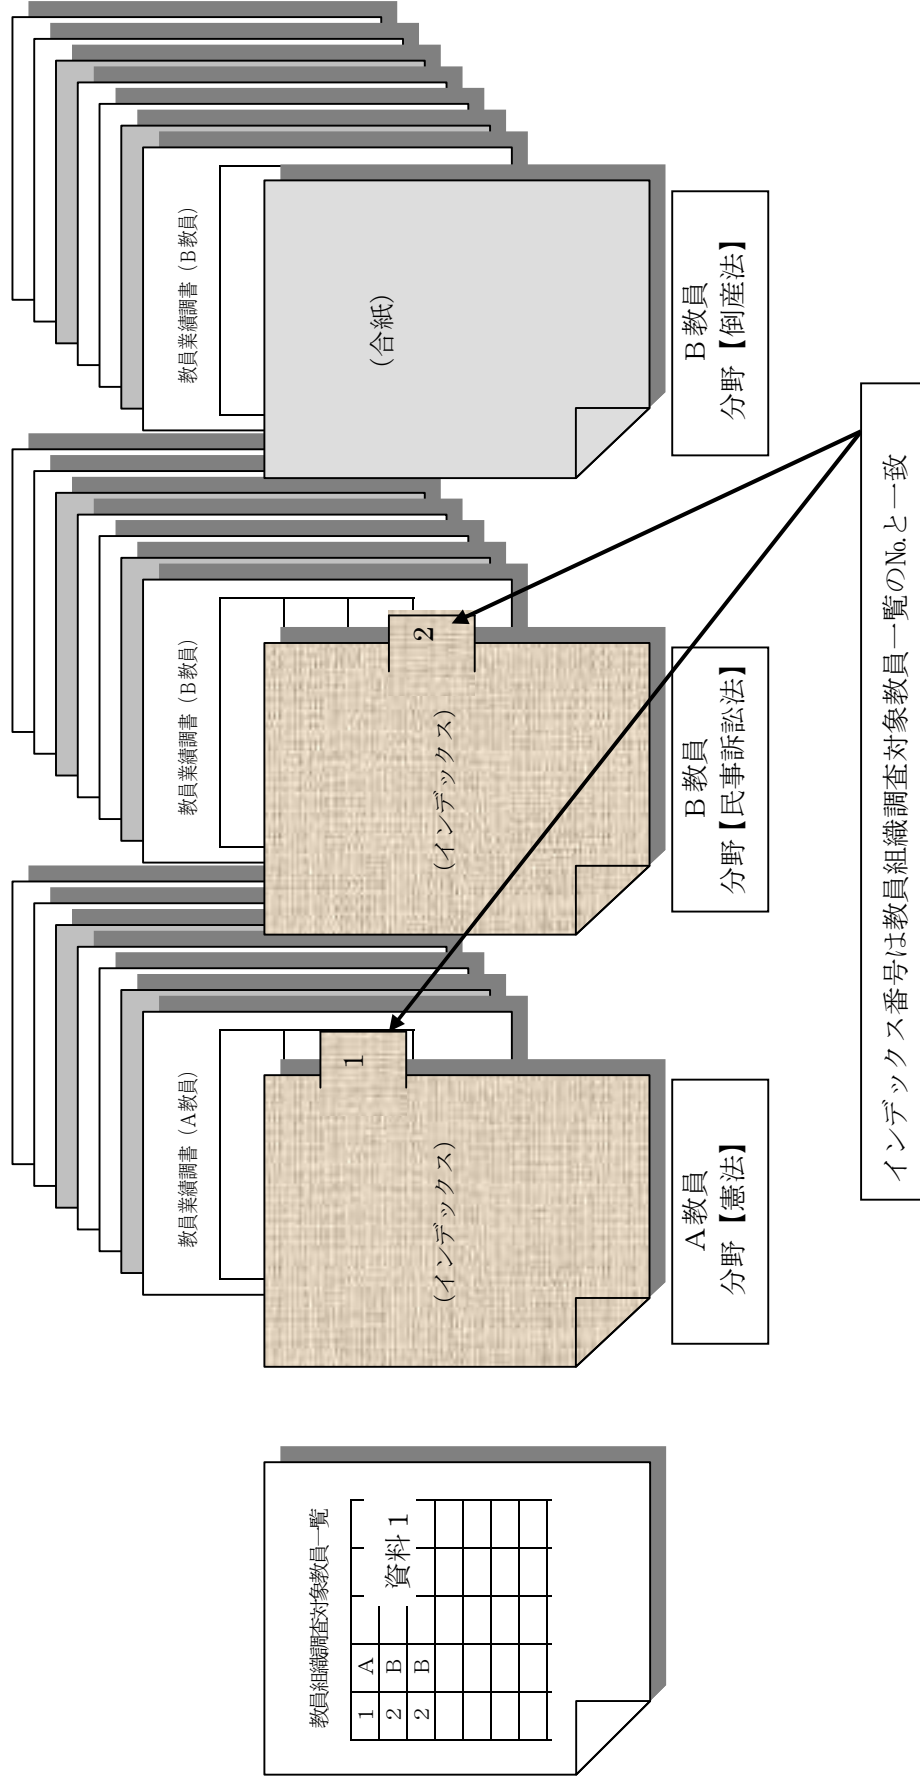 教員組織調査対象教員一覧
資料1
1 A
2 B
2 B
教員業績調書（A教員）
1
(インデックス)
A教員
分野【憲法】
教員業績調書（B教員）
2
(インデックス)
B教員
分野【民事訴訟法】
教員業績調書（B教員）
(合紙)
B教員
分野【倒産法】
インデックス番号は教員組織調査対象教員一覧の№と一致